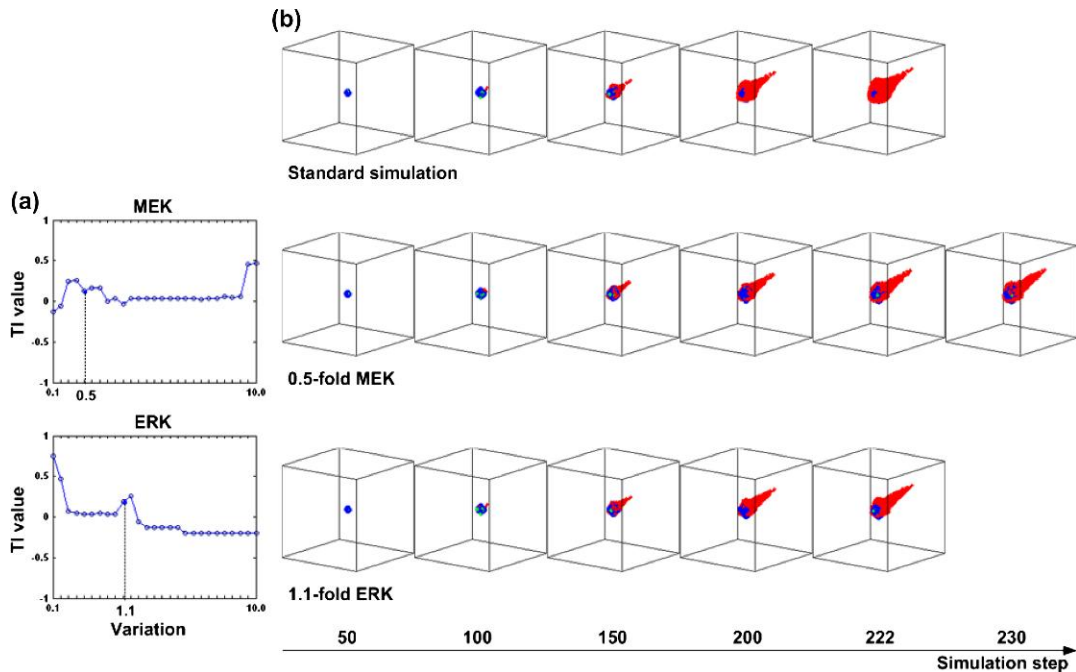 (b)
Standard simulation
(a)
MEK
1
0.5
0
-0.5
-1
TI value
0.1
0.5
10.0
0.5-fold MEK
ERK
1
0.5
0
-0.5
-1
TI value
0.1
1.1
10.0
Variation
1.1-fold ERK
50 100 150 200 222 230
Simulation step